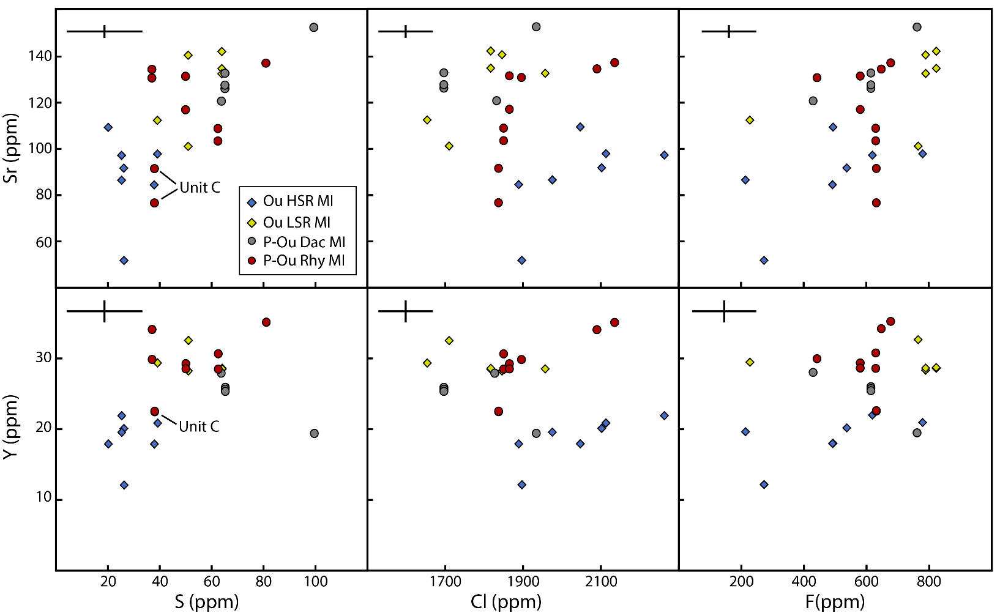 Sr (ppm)
140
120
100
80
60
Unit C
Ou HSR MI
Ou LSR MI
P-Ou Dac MI
P-Ou Rhy MI
Y (ppm)
30
20
10
Unit C
20 40 60 80 100
1700 1900 2100
200 400 600 800
S (ppm)
Cl (ppm)
F(ppm)